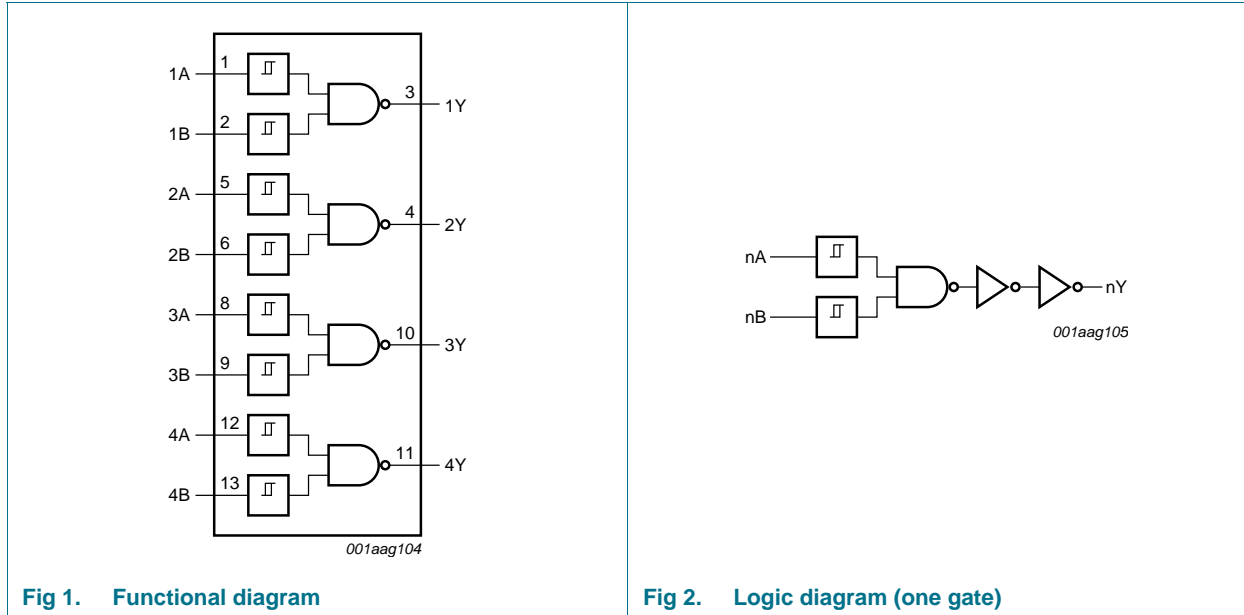 1A
1
3
1Y
1B
2
2A
5
4
2Y
2B
6
3A
8
10
3Y
3B
9
4A
12
11
4Y
4B
13
001aag104
Fig 1. Functional diagram
nA
nY
nB
001aag105
Fig 2. Logic diagram (one gate)